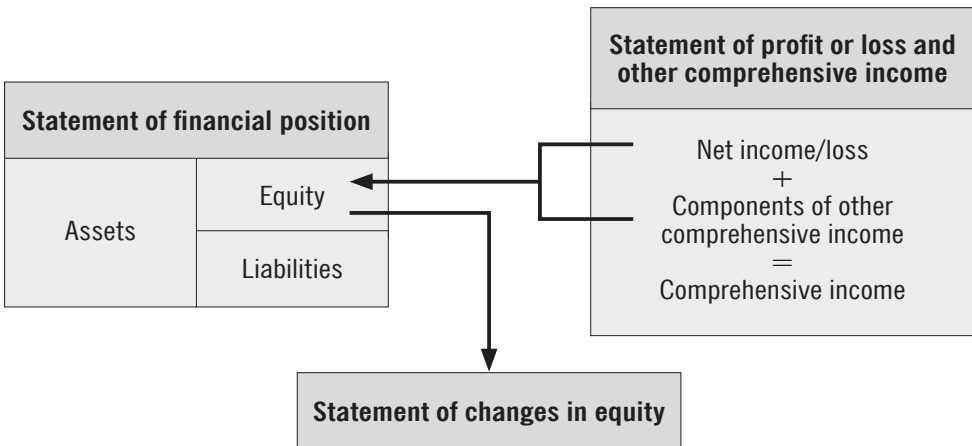 Statement of financial position
Assets
Equity
Liabilities
Statement of profit or loss and
other comprehensive income
Net income/loss
+
Components of other
comprehensive income
=
Comprehensive income
Statement of changes in equity